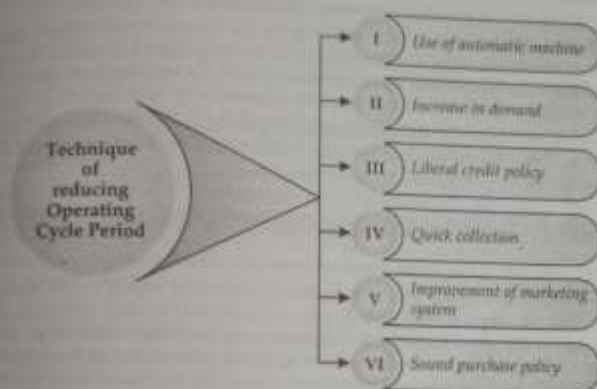 Technique
of
reducing
Operating
Cycle Period
I Use of automatic machine
II Increase in demand
III Liberal credit policy
IV Quick collection
V Improvement of marketing
system
VI Sound purchase policy